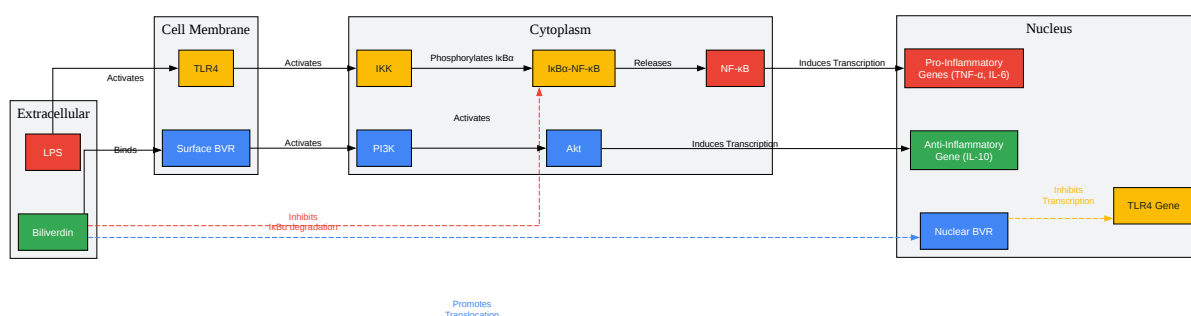 Cell Membrane
Cytoplasm
Nucleus
TLR4
Activates
Activates
IKK
Phosphorylates IκBα
IκBα-NF-κB
Releases
NF-κB
Induces Transcription
Pro-Inflammatory
Genes (TNF-α, IL-6)
Extracellular
LPS
Binds
Surface BVR
Activates
PI3K
Activates
Akt
Induces Transcription
Anti-Inflammatory
Gene (IL-10)
Biliverdin
Inhibits
IκBα degradation
Nuclear BVR
Inhibits
Transcription
TLR4 Gene
Promotes
Translocation